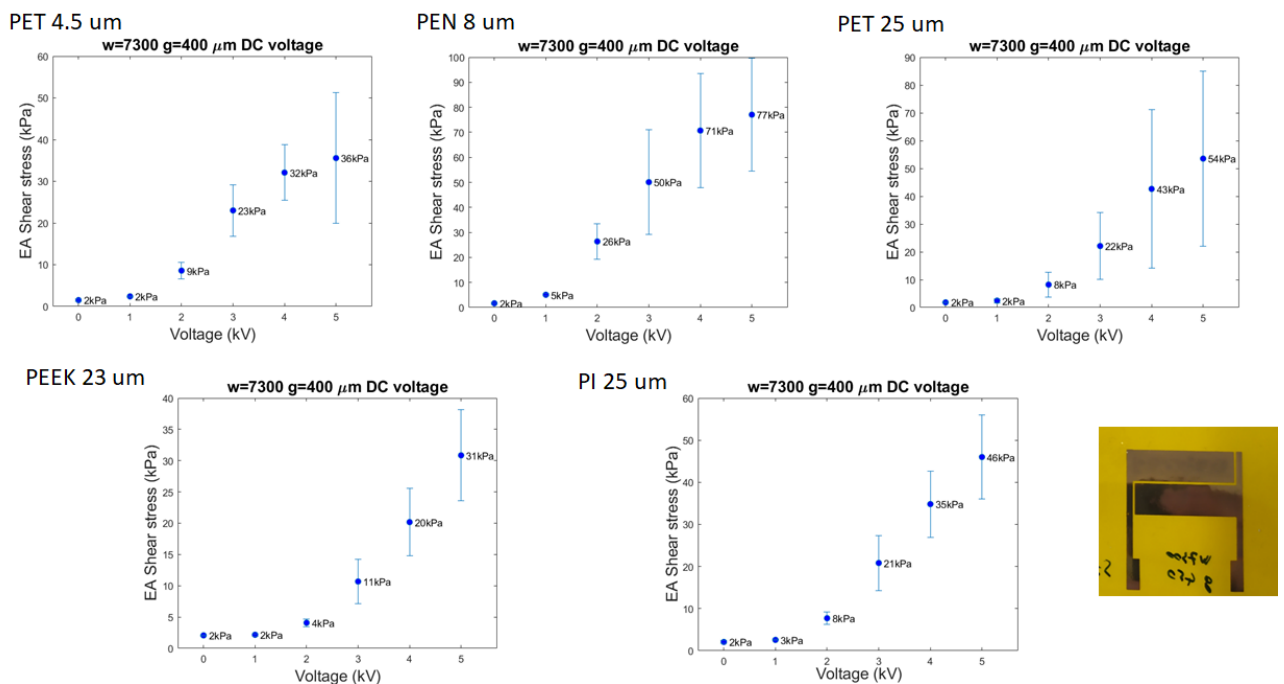 PET 4.5 um
w=7300 g=400 μm DC voltage
EA Shear stress (kPa)
60
50
40
30
20
10
0
2kPa
2kPa
9kPa
23kPa
32kPa
36kPa
0 1 2 3 4 5
Voltage (kV)
PEN 8 um
w=7300 g=400 μm DC voltage
EA Shear stress (kPa)
100
90
80
70
60
50
40
30
20
10
0
2kPa
5kPa
26kPa
50kPa
71kPa
77kPa
0 1 2 3 4 5
Voltage (kV)
PET 25 um
w=7300 g=400 μm DC voltage
EA Shear stress (kPa)
90
80
70
60
50
40
30
20
10
0
2kPa
2kPa
8kPa
22kPa
43kPa
54kPa
0 1 2 3 4 5
Voltage (kV)
PEEK 23 um
w=7300 g=400 μm DC voltage
EA Shear stress (kPa)
40
35
30
25
20
15
10
5
0
2kPa
2kPa
4kPa
11kPa
20kPa
31kPa
0 1 2 3 4 5
Voltage (kV)
PI 25 um
w=7300 g=400 μm DC voltage
EA Shear stress (kPa)
60
50
40
30
20
10
0
2kPa
3kPa
8kPa
21kPa
35kPa
46kPa
0 1 2 3 4 5
Voltage (kV)